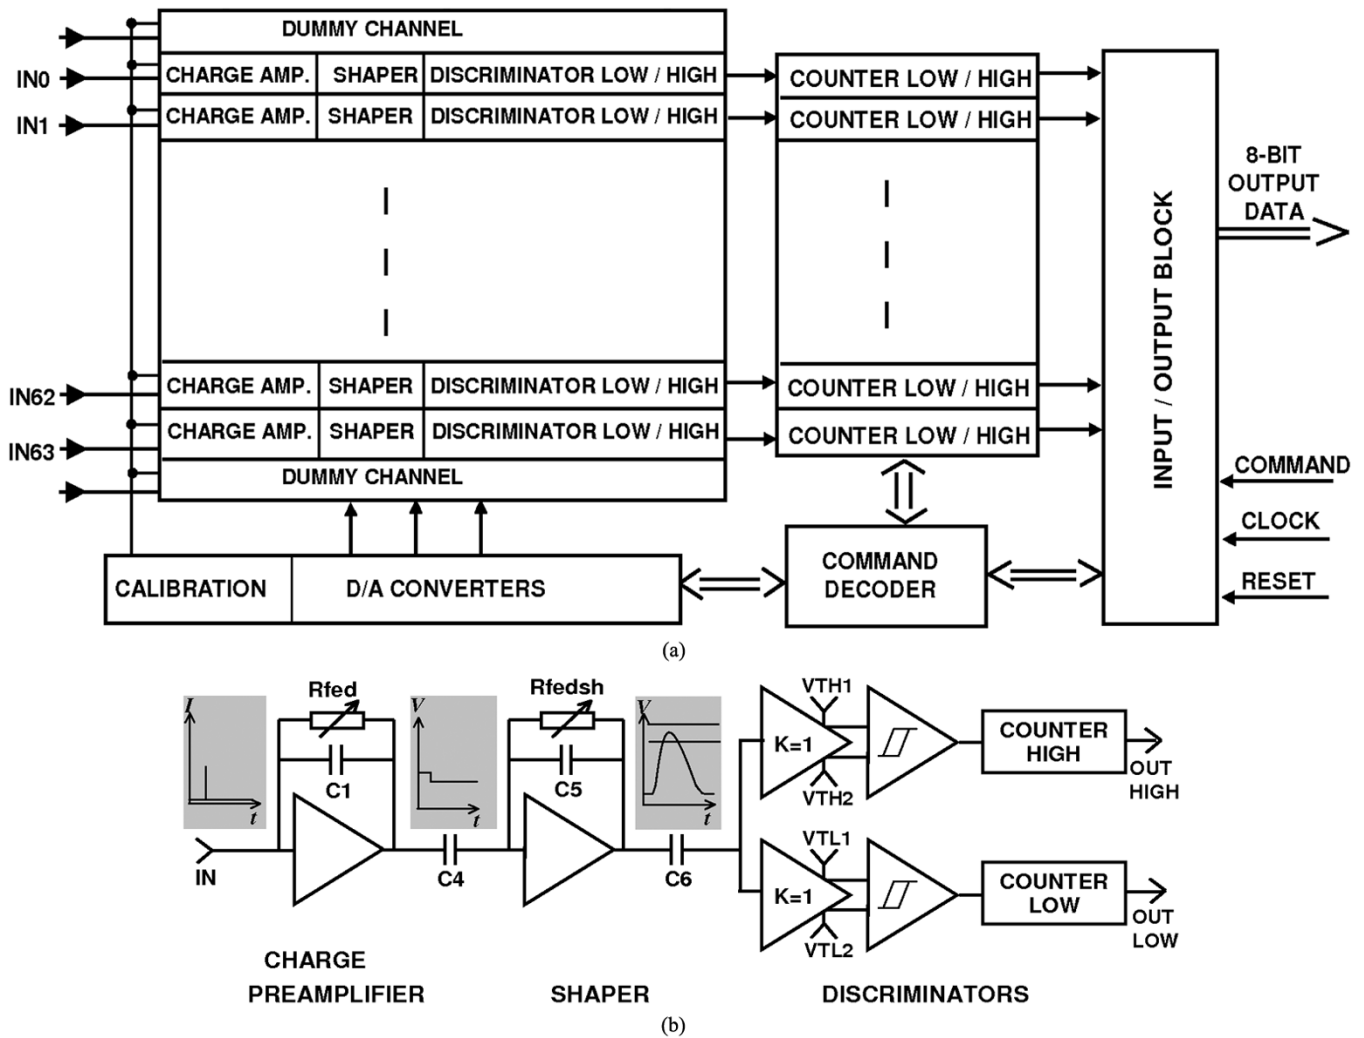 DUMMY CHANNEL
IN0 CHARGE AMP. SHAPER DISCRIMINATOR LOW / HIGH COUNTER LOW / HIGH
IN1 CHARGE AMP. SHAPER DISCRIMINATOR LOW / HIGH COUNTER LOW / HIGH
8-BIT
OUTPUT
DATA
INPUT / OUTPUT BLOCK
IN62 CHARGE AMP. SHAPER DISCRIMINATOR LOW / HIGH COUNTER LOW / HIGH
IN63 CHARGE AMP. SHAPER DISCRIMINATOR LOW / HIGH COUNTER LOW / HIGH
DUMMY CHANNEL
COMMAND
CLOCK
RESET
CALIBRATION D/A CONVERTERS
COMMAND
DECODER
(a)
Rfed
Rfedsh
I
t
C1
V
t
C5
V
t
IN
C4
C6
VTH1
K=1
VTH2
COUNTER
HIGH
OUT
HIGH
VTL1
K=1
VTL2
COUNTER
LOW
OUT
LOW
CHARGE
PREAMPLIFIER
SHAPER
DISCRIMINATORS
(b)